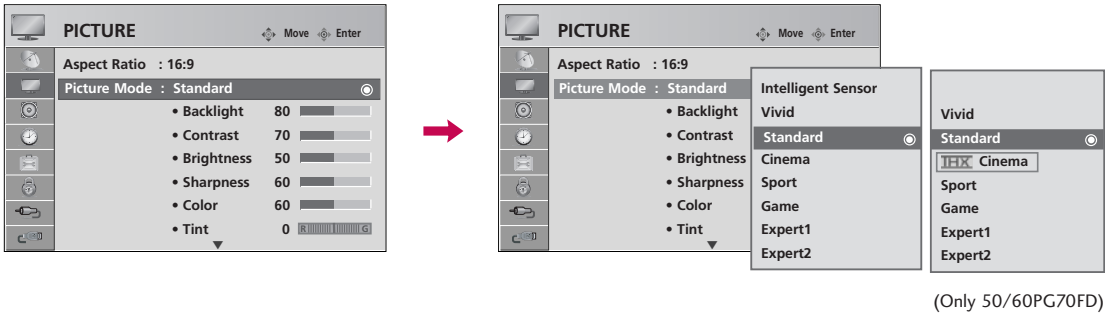 PICTURE Move Enter
Aspect Ratio : 16:9
Picture Mode : Standard
• Backlight 80
• Contrast 70
• Brightness 50
• Sharpness 60
• Color 60
• Tint 0 R G
PICTURE Move Enter
Aspect Ratio : 16:9
Picture Mode : Standard
• Backlight
• Contrast
• Brightness
• Sharpness
• Color
• Tint
Intelligent Sensor
Vivid
Standard
Cinema
Sport
Game
Expert1
Expert2
Vivid
Standard
THX Cinema
Sport
Game
Expert1
Expert2
(Only 50/60PG70FD)